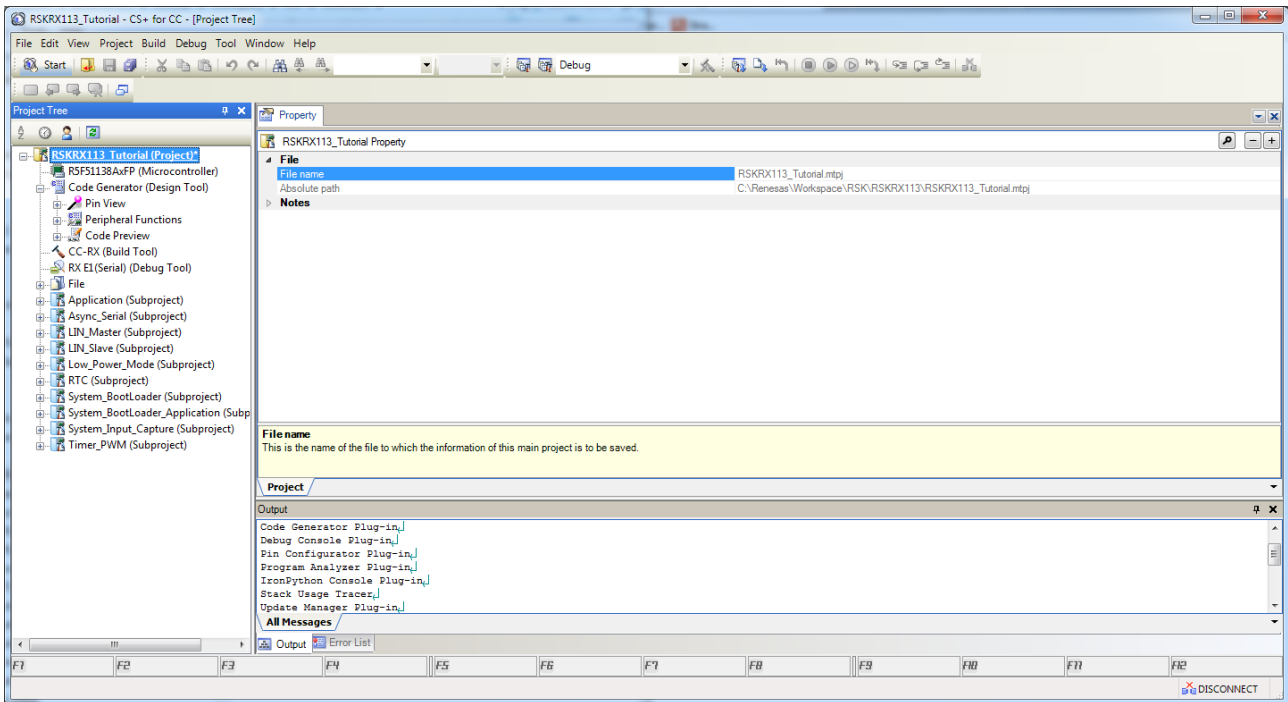 RSKRX113_Tutorial - CS+ for CC - [Project Tree]
File Edit View Project Build Debug Tool Window Help
Start Debug
Project Tree
Property
RSKRX113_Tutorial (Project)*
R5F51138AxFP (Microcontroller)
Code Generator (Design Tool)
Pin View
Peripheral Functions
Code Preview
CC-RX (Build Tool)
RX E1(Serial) (Debug Tool)
File
Application (Subproject)
Async_Serial (Subproject)
LIN_Master (Subproject)
LIN_Slave (Subproject)
Low_Power_Mode (Subproject)
RTC (Subproject)
System_BootLoader (Subproject)
System_BootLoader_Application (Subp
System_Input_Capture (Subproject)
Timer_PWM (Subproject)
RSKRX113_Tutorial Property
File
File name RSKRX113_Tutorial.mtpj
Absolute path C:\Renesas\Workspace\RSK\RSKRX113\RSKRX113_Tutorial.mtpj
Notes
File name
This is the name of the file to which the information of this main project is to be saved.
Project
Output
Code Generator Plug-in
Debug Console Plug-in
Pin Configurator Plug-in
Program Analyzer Plug-in
IronPython Console Plug-in
Stack Usage Tracer
Update Manager Plug-in
All Messages
Output Error List
F1 F2 F3 F4 F5 F6 F7 F8 F9 F10 F11 F12
DISCONNECT